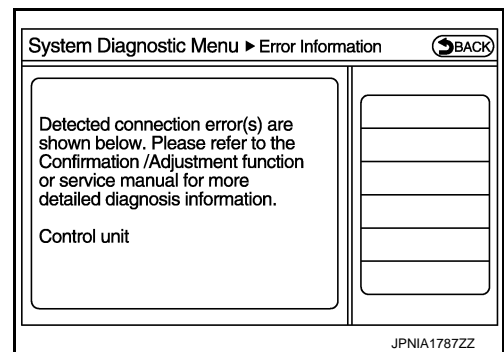 System Diagnostic Menu ▶ Error Information
BACK
Detected connection error(s) are
shown below. Please refer to the
Confirmation /Adjustment function
or service manual for more
detailed diagnosis information.
Control unit
JPNIA1787ZZ